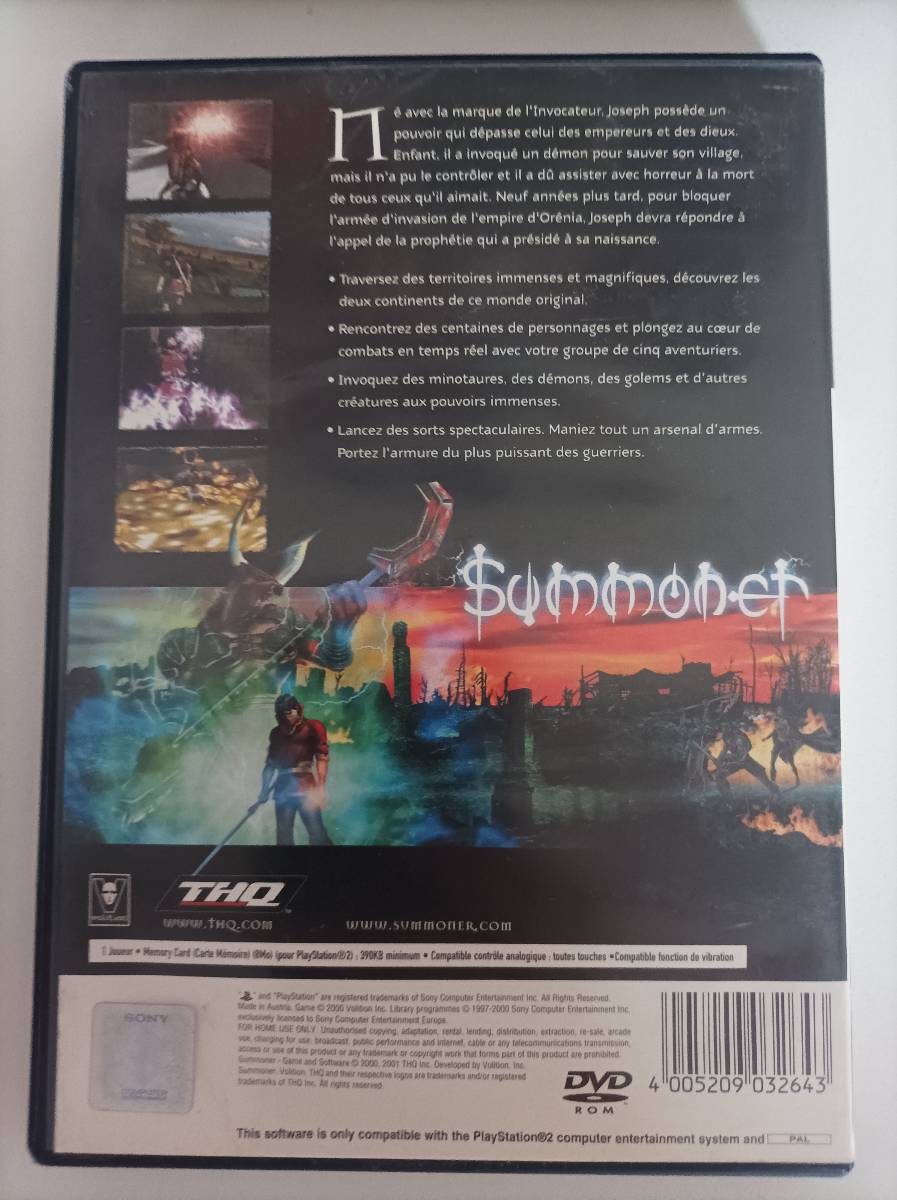 Né avec la marque de l'Invocateur, Joseph possède un
pouvoir qui dépasse celui des empereurs et des dieux.
Enfant, il a invoqué un démon pour sauver son village,
mais il n'a pu le contrôler et il a dû assister avec horreur à la mort
de tous ceux qu'il aimait. Neuf années plus tard, pour bloquer
l'armée d'invasion de l'empire d'Orênia, Joseph devra répondre à
l'appel de la prophétie qui a présidé à sa naissance.
• Traversez des territoires immenses et magnifiques, découvrez les
deux continents de ce monde original.
• Rencontrez des centaines de personnages et plongez au cœur de
combats en temps réel avec votre groupe de cinq aventuriers.
• Invoquez des minotaures, des démons, des golems et d'autres
créatures aux pouvoirs immenses.
• Lancez des sorts spectaculaires. Maniez tout un arsenal d'armes.
Portez l'armure du plus puissant des guerriers.
Summoner
volition
THQ
WWW.THQ.COM
WWW.SUMMONER.COM
1 Joueur • Memory Card (Carte Mémoire) (8Mo) (pour PlayStation®2) : 390KB minimum • Compatible contrôle analogique : toutes touches •Compatible fonction de vibration
SONY
COMPUTER
" " and "PlayStation" are registered trademarks of Sony Computer Entertainment Inc. All Rights Reserved.
Made in Austria. Game © 2000 Volition Inc. Library programmes © 1997-2000 Sony Computer Entertainment Inc.
exclusively licensed to Sony Computer Entertainment Europe.
FOR HOME USE ONLY. Unauthorised copying, adaptation, rental, lending, distribution, extraction, re-sale, arcade
use, charging for use, broadcast, public performance and internet, cable or any telecommunications transmission,
access or use of this product or any trademark or copyright work that forms part of this product are prohibited.
Summoner - Game and Software © 2000, 2001 THQ Inc. Developed by Volition, Inc.
Summoner, Volition, THQ and their respective logos are trademarks and/or registered
trademarks of THQ Inc. All rights reserved.
DVD
ROM
4 005209 032643
This software is only compatible with the PlayStation®2 computer entertainment system and PAL